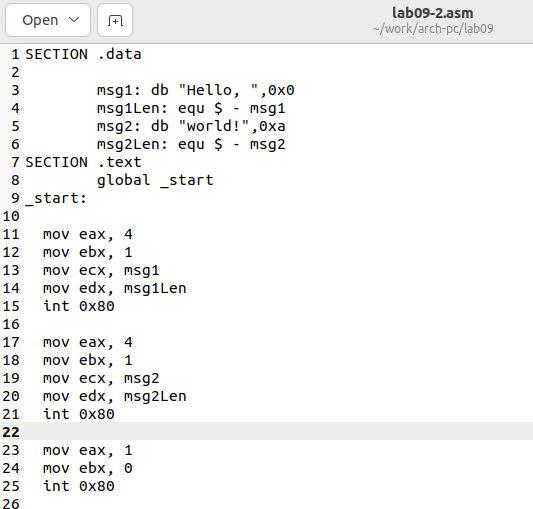 Open
lab09-2.asm
~/work/arch-pc/lab09
1 SECTION .data
2
3 msg1: db "Hello, ",0x0
4 msg1Len: equ $ - msg1
5 msg2: db "world!",0xa
6 msg2Len: equ $ - msg2
7 SECTION .text
8 global _start
9 _start:
10
11 mov eax, 4
12 mov ebx, 1
13 mov ecx, msg1
14 mov edx, msg1Len
15 int 0x80
16
17 mov eax, 4
18 mov ebx, 1
19 mov ecx, msg2
20 mov edx, msg2Len
21 int 0x80
22
23 mov eax, 1
24 mov ebx, 0
25 int 0x80
26